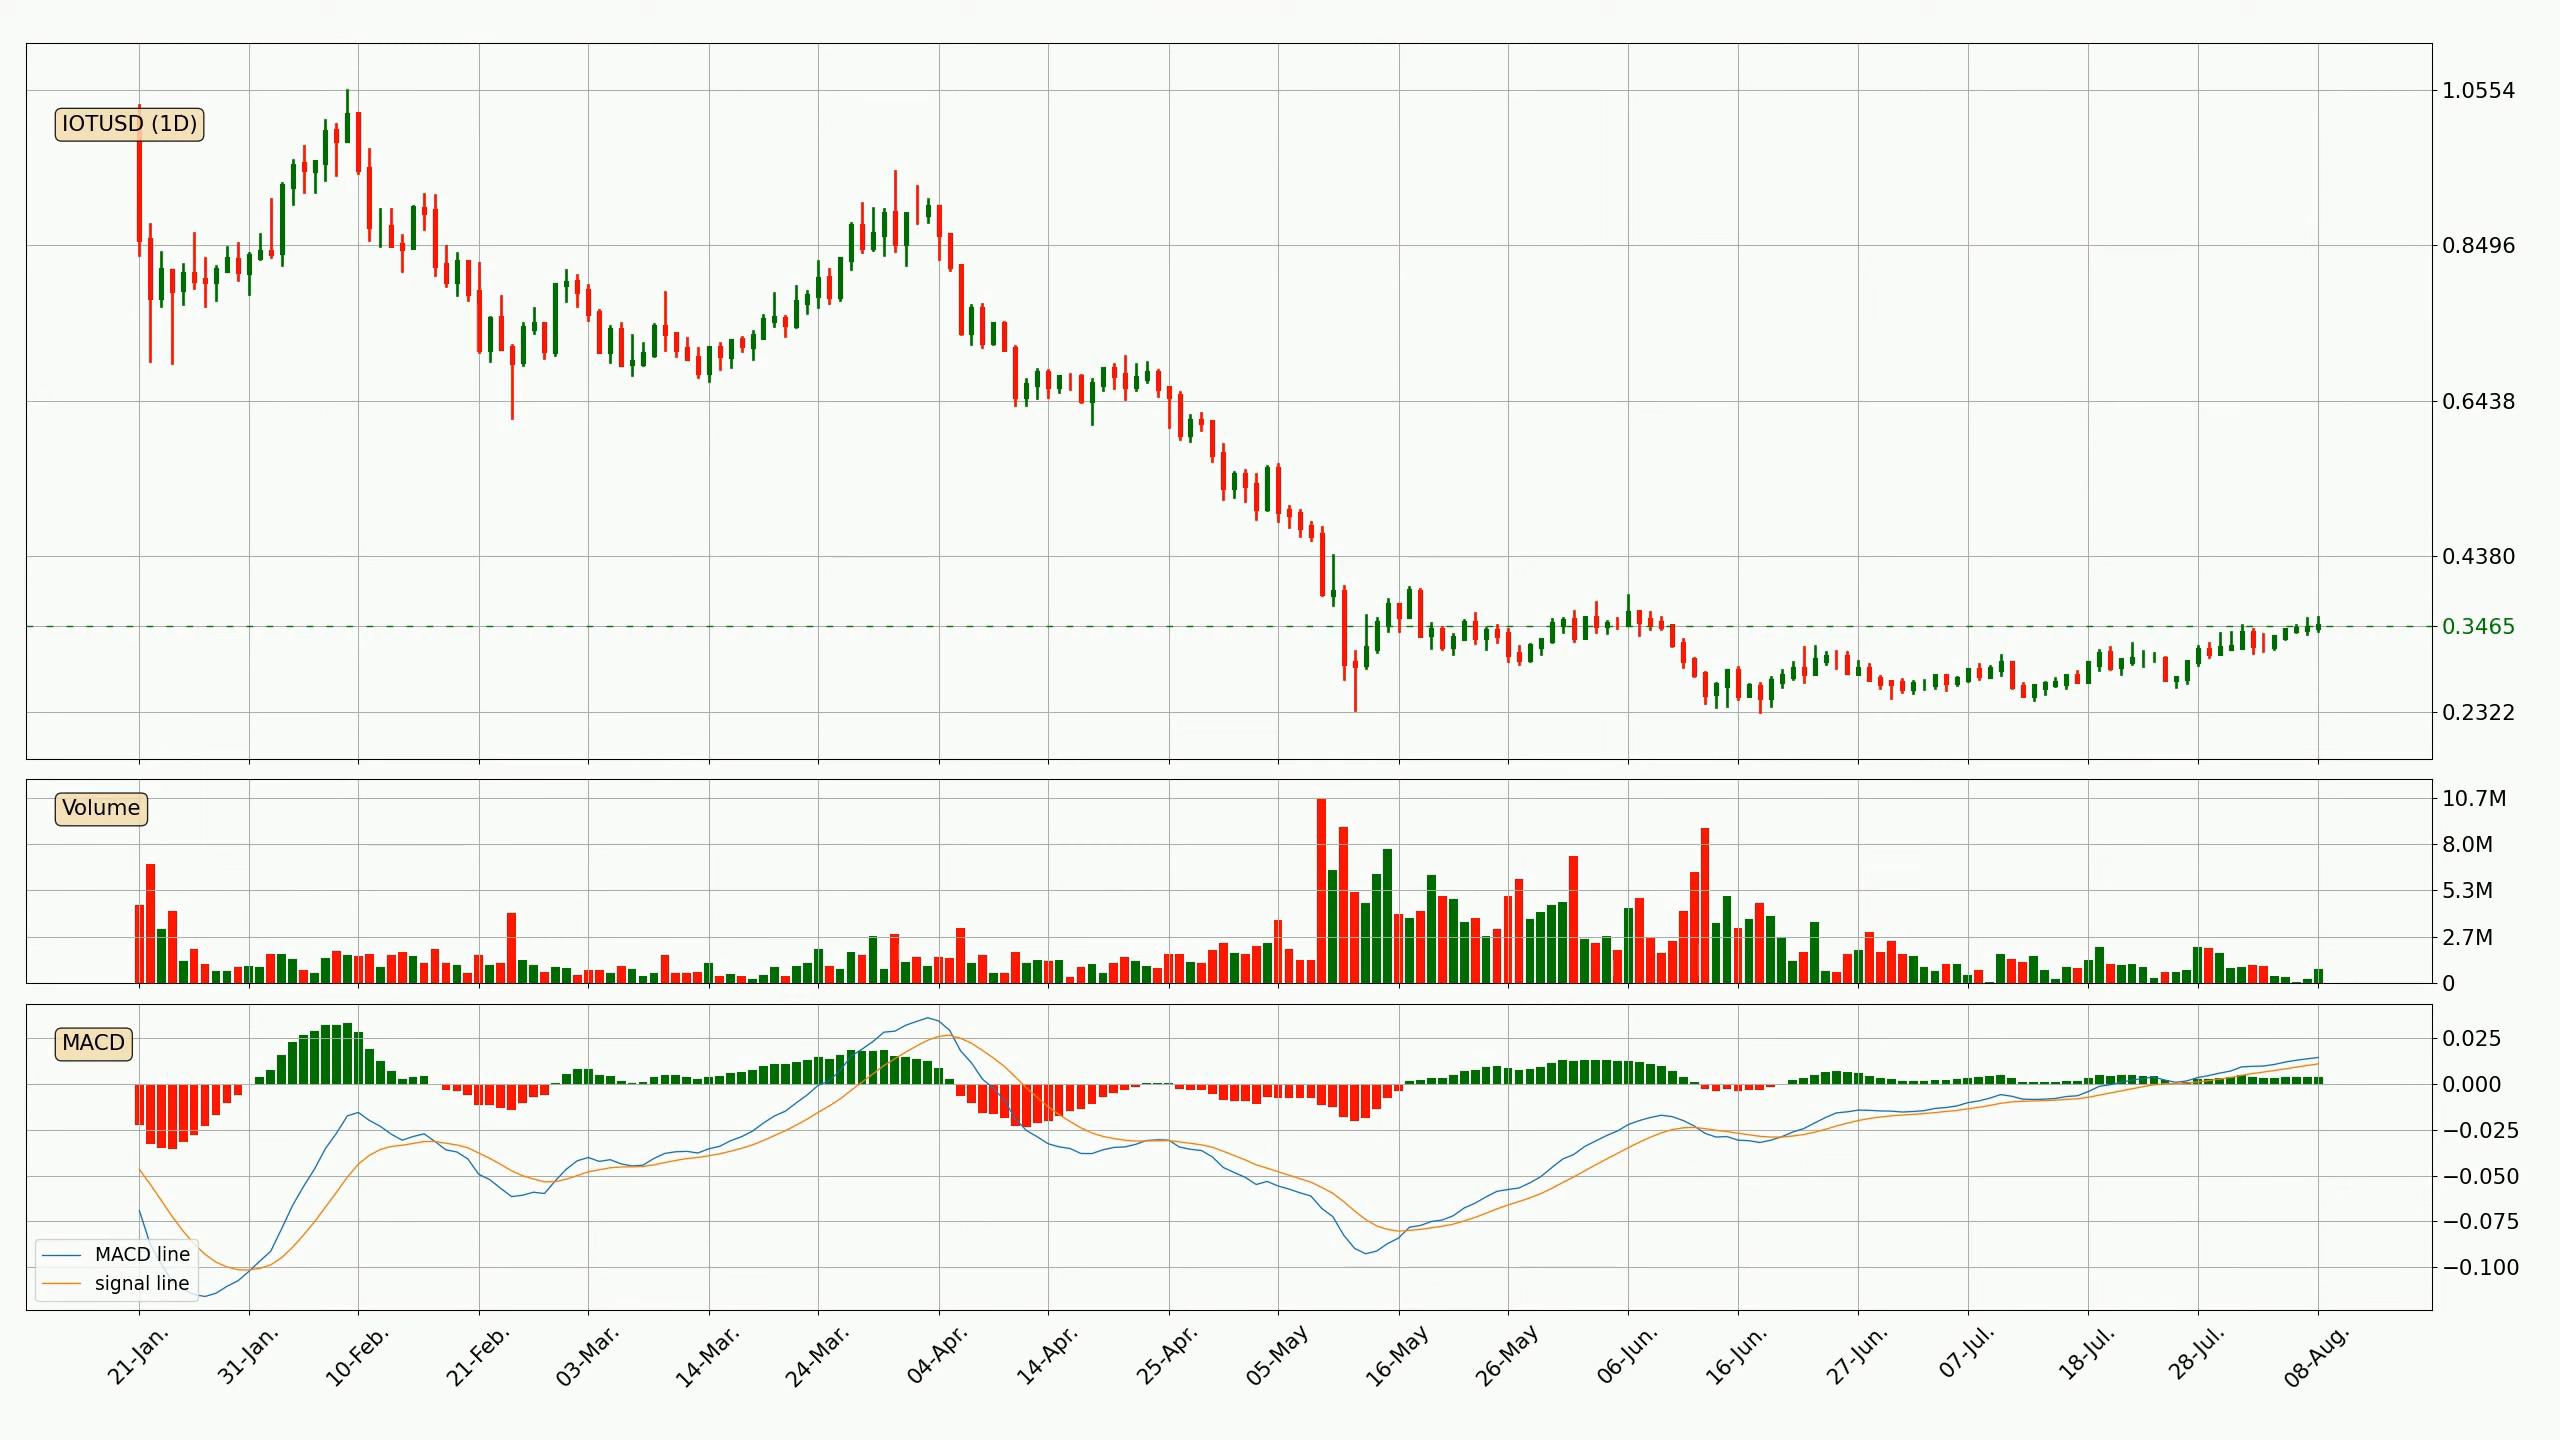 IOTUSD (1D)
1.0554
0.8496
0.6438
0.4380
0.3465
0.2322
Volume
10.7M
8.0M
5.3M
2.7M
0
MACD
0.025
0.000
−0.025
−0.050
−0.075
−0.100
MACD line
signal line
21-Jan.
31-Jan.
10-Feb.
21-Feb.
03-Mar.
14-Mar.
24-Mar.
04-Apr.
14-Apr.
25-Apr.
05-May
16-May
26-May
06-Jun.
16-Jun.
27-Jun.
07-Jul.
18-Jul.
28-Jul.
08-Aug.